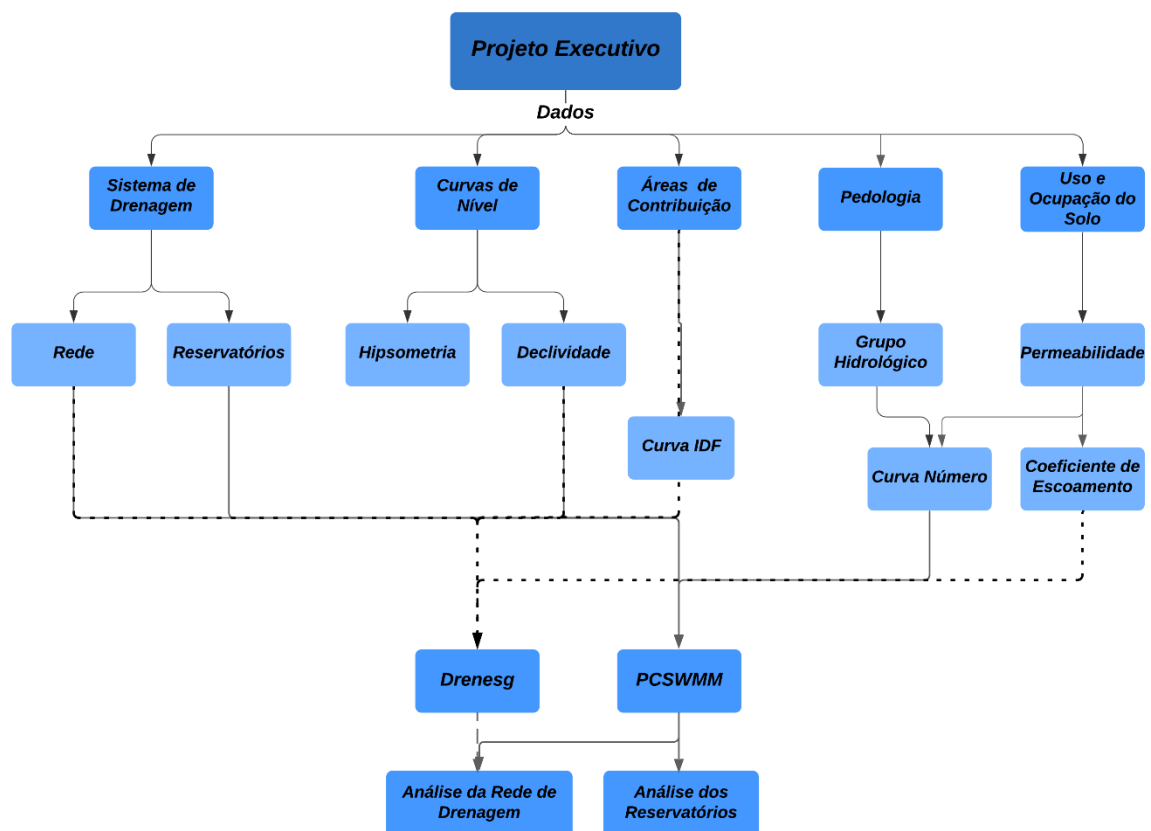 Projeto Executivo
Dados
Sistema de
Drenagem
Curvas de
Nível
Áreas de
Contribuição
Pedologia
Uso e
Ocupação do
Solo
Rede
Reservatórios
Hipsometria
Declividade
Grupo
Hidrológico
Permeabilidade
Curva IDF
Curva Número
Coeficiente de
Escoamento
Drenesg
PCSWMM
Análise da Rede de
Drenagem
Análise dos
Reservatórios